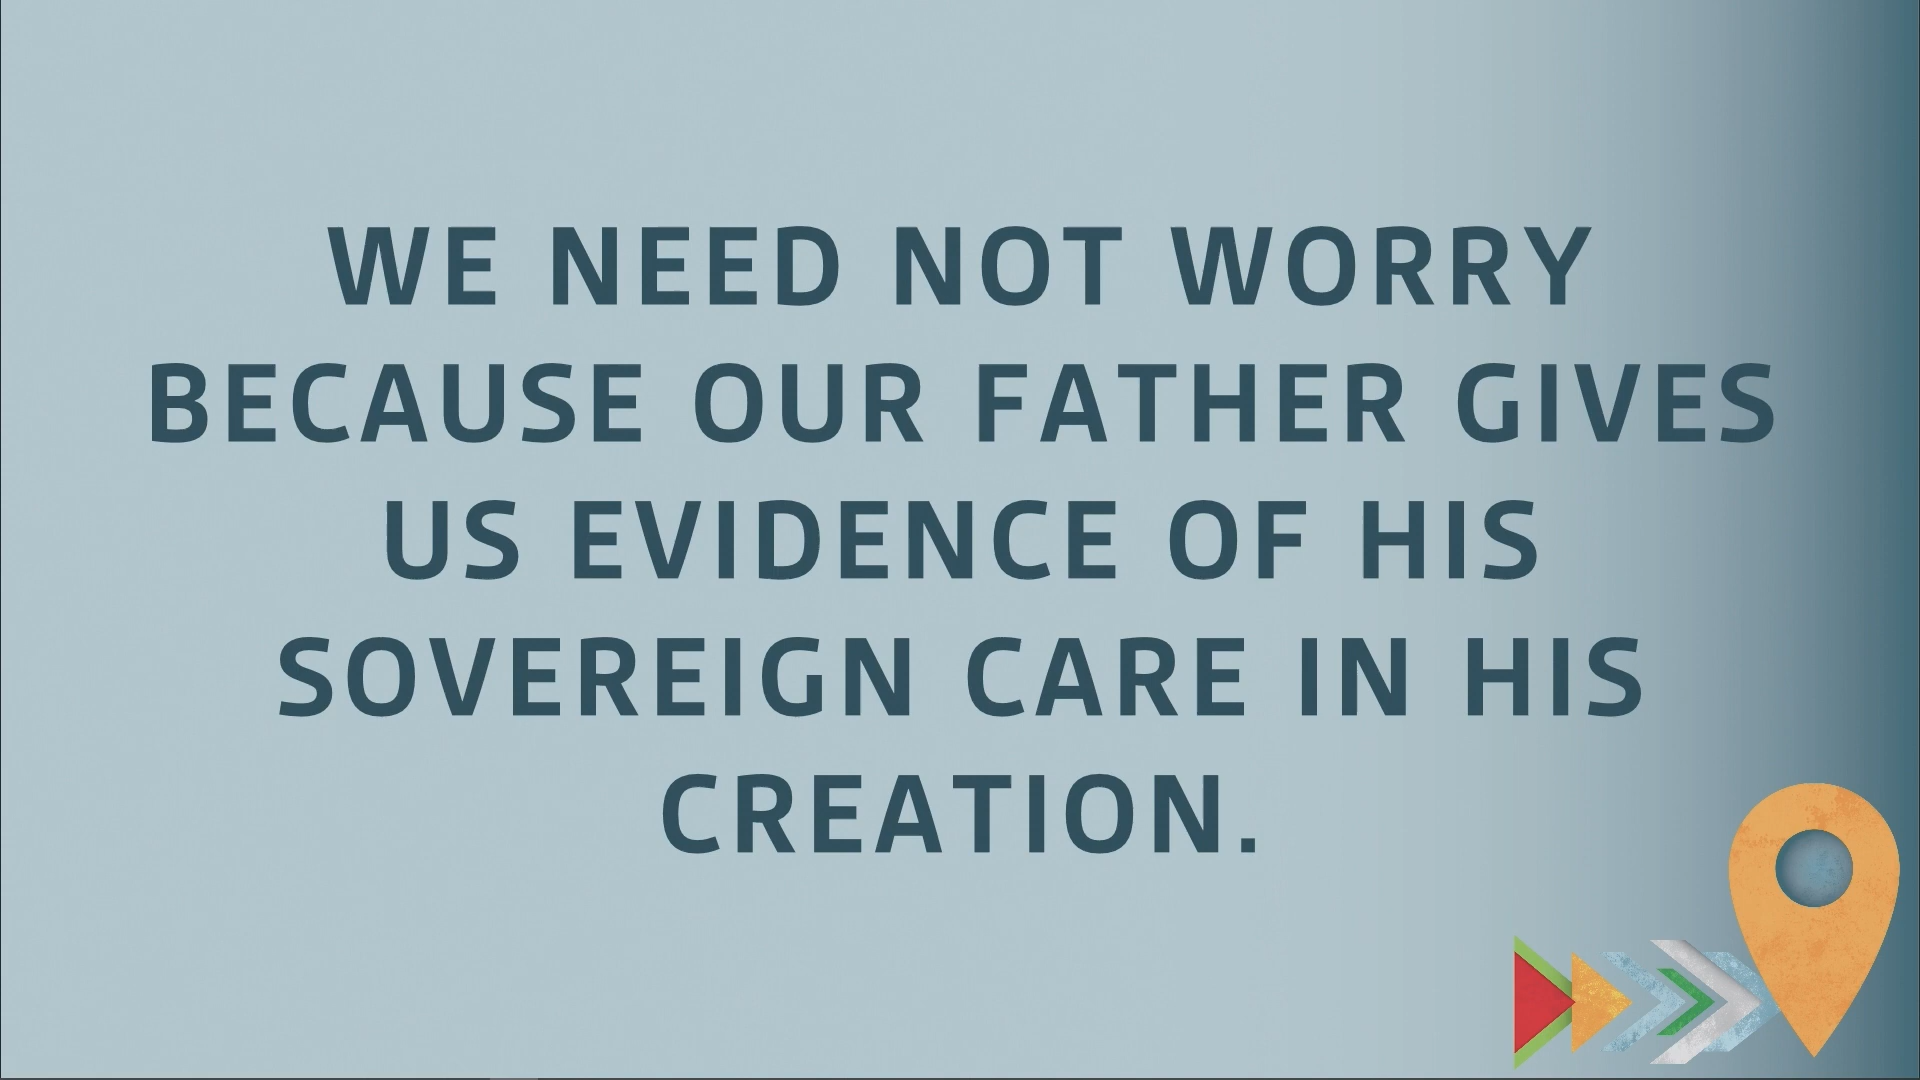 WE NEED NOT WORRY
BECAUSE OUR FATHER GIVES
US EVIDENCE OF HIS
SOVEREIGN CARE IN HIS
CREATION.